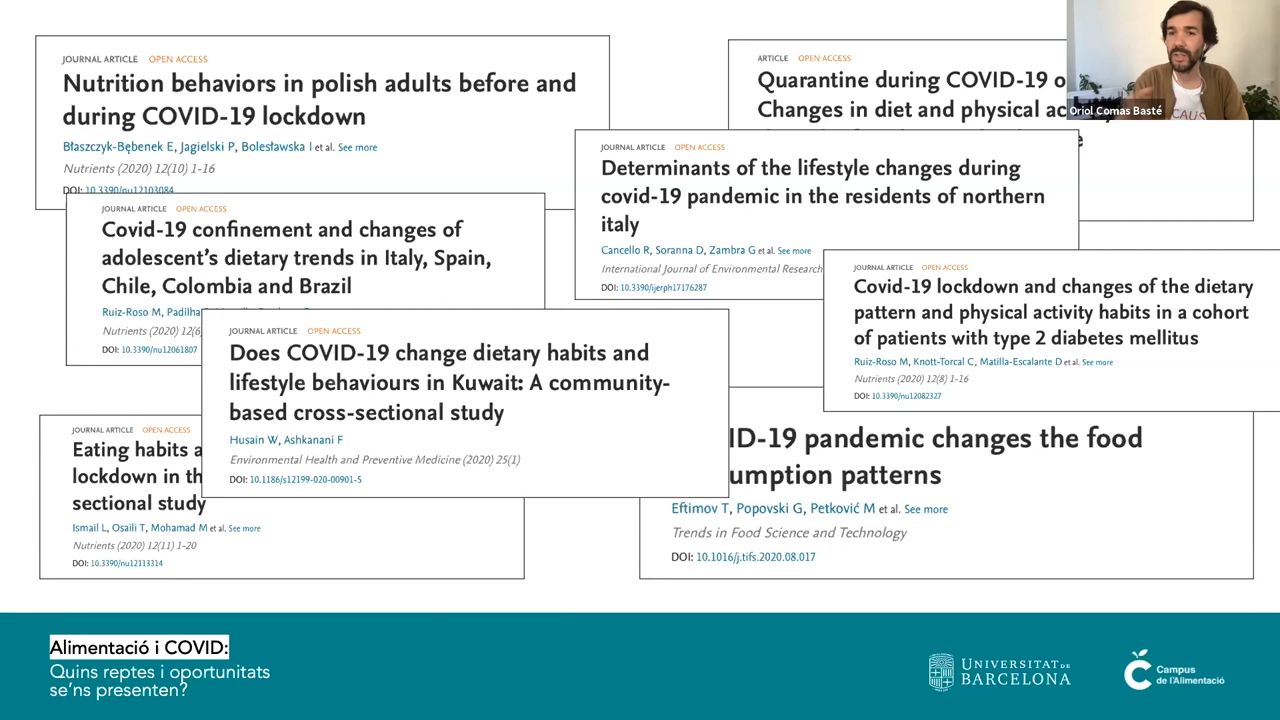 JOURNAL ARTICLE OPEN ACCESS
Nutrition behaviors in polish adults before and
during COVID-19 lockdown
Błaszczyk-Bębenek E, Jagielski P, Bolesławska I et al. See more
Nutrients (2020) 12(10) 1-16
DOI: 10.3390/nu12103084
ARTICLE OPEN ACCESS
Quarantine during COVID-19
Changes in diet and physical
Oriol Comas Basté
CAUS
JOURNAL ARTICLE OPEN ACCESS
Determinants of the lifestyle changes during
covid-19 pandemic in the residents of northern
italy
Cancello R, Soranna D, Zambra G et al. See more
International Journal of Environmental Research
DOI: 10.3390/ijerph17176287
JOURNAL ARTICLE OPEN ACCESS
Covid-19 confinement and changes of
adolescent's dietary trends in Italy, Spain,
Chile, Colombia and Brazil
Ruiz-Roso M, Padilha
Nutrients (2020) 12(6)
DOI: 10.3390/nu12061807
JOURNAL ARTICLE OPEN ACCESS
Covid-19 lockdown and changes of the dietary
pattern and physical activity habits in a cohort
of patients with type 2 diabetes mellitus
Ruiz-Roso M, Knott-Torcal C, Matilla-Escalante D et al. See more
Nutrients (2020) 12(8) 1-16
DOI: 10.3390/nu12082327
JOURNAL ARTICLE OPEN ACCESS
Does COVID-19 change dietary habits and
lifestyle behaviours in Kuwait: A community-
based cross-sectional study
Husain W, Ashkanani F
Environmental Health and Preventive Medicine (2020) 25(1)
DOI: 10.1186/s12199-020-00901-5
JOURNAL ARTICLE OPEN ACCESS
Eating habits a
lockdown in th
sectional study
Ismail L, Osaili T, Mohamad M et al. See more
Nutrients (2020) 12(11) 1-20
DOI: 10.3390/nu12113314
ID-19 pandemic changes the food
umption patterns
Eftimov T, Popovski G, Petković M et al. See more
Trends in Food Science and Technology
DOI: 10.1016/j.tifs.2020.08.017
Alimentació i COVID:
Quins reptes i oportunitats
se'ns presenten?
UNIVERSITAT DE
BARCELONA
Campus
de l'Alimentació